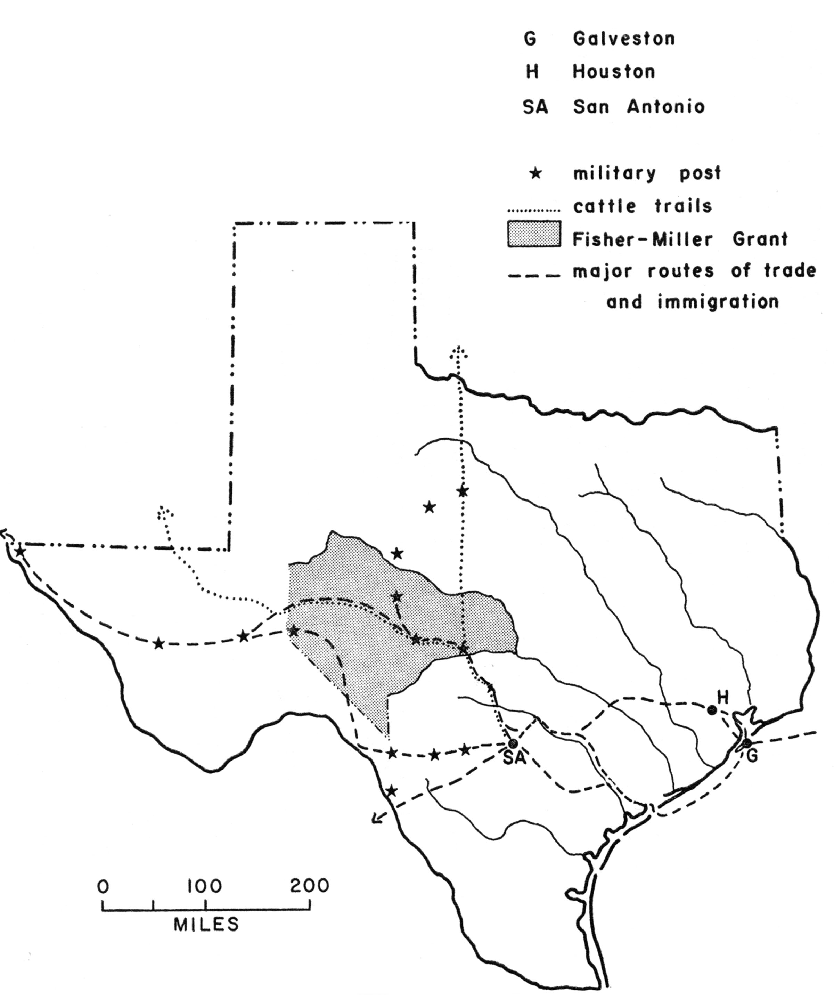 G Galveston
H Houston
SA San Antonio
military post
cattle trails
Fisher-Miller Grant
major routes of trade
and immigration
H
G
SA
0 100 200
MILES